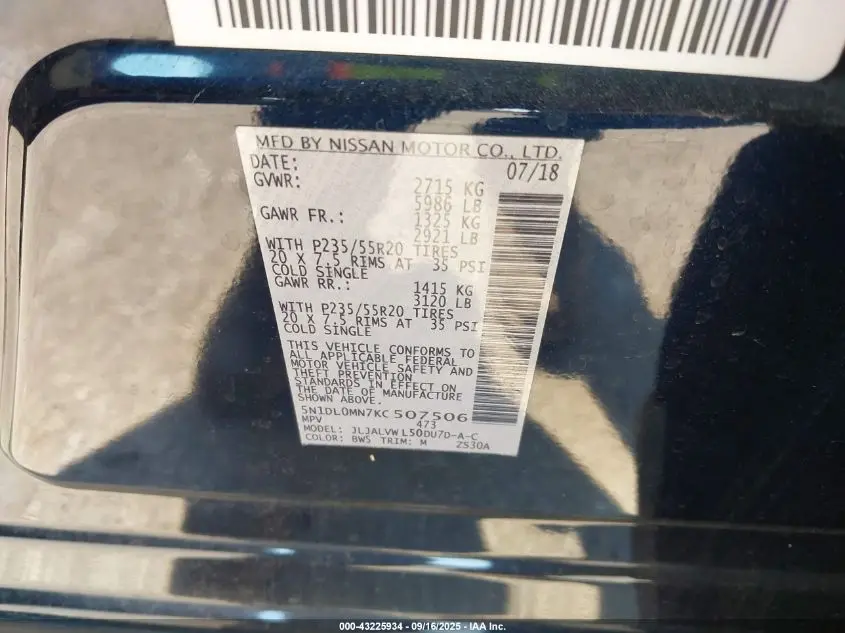 MFD BY NISSAN MOTOR CO., LTD.
DATE: 07/18
GVWR: 2715 KG
5986 LB
GAWR FR.: 1325 KG
2921 LB
WITH P235/55R20 TIRES
20 X 7.5 RIMS AT 35 PSI
COLD SINGLE
GAWR RR.: 1415 KG
3120 LB
WITH P235/55R20 TIRES
20 X 7.5 RIMS AT 35 PSI
COLD SINGLE
THIS VEHICLE CONFORMS TO
ALL APPLICABLE FEDERAL
MOTOR VEHICLE SAFETY AND
THEFT PREVENTION
STANDARDS IN EFFECT ON
THE DATE OF MANUFACTURE
SHOWN ABOVE.
5N1DL0MN7KC507506
MPV 473
MODEL: JLJALVWL50DU7D-A-C
COLOR: BW5 TRIM: M ZS30A
000-43225934 - 09/16/2025 - IAA Inc.